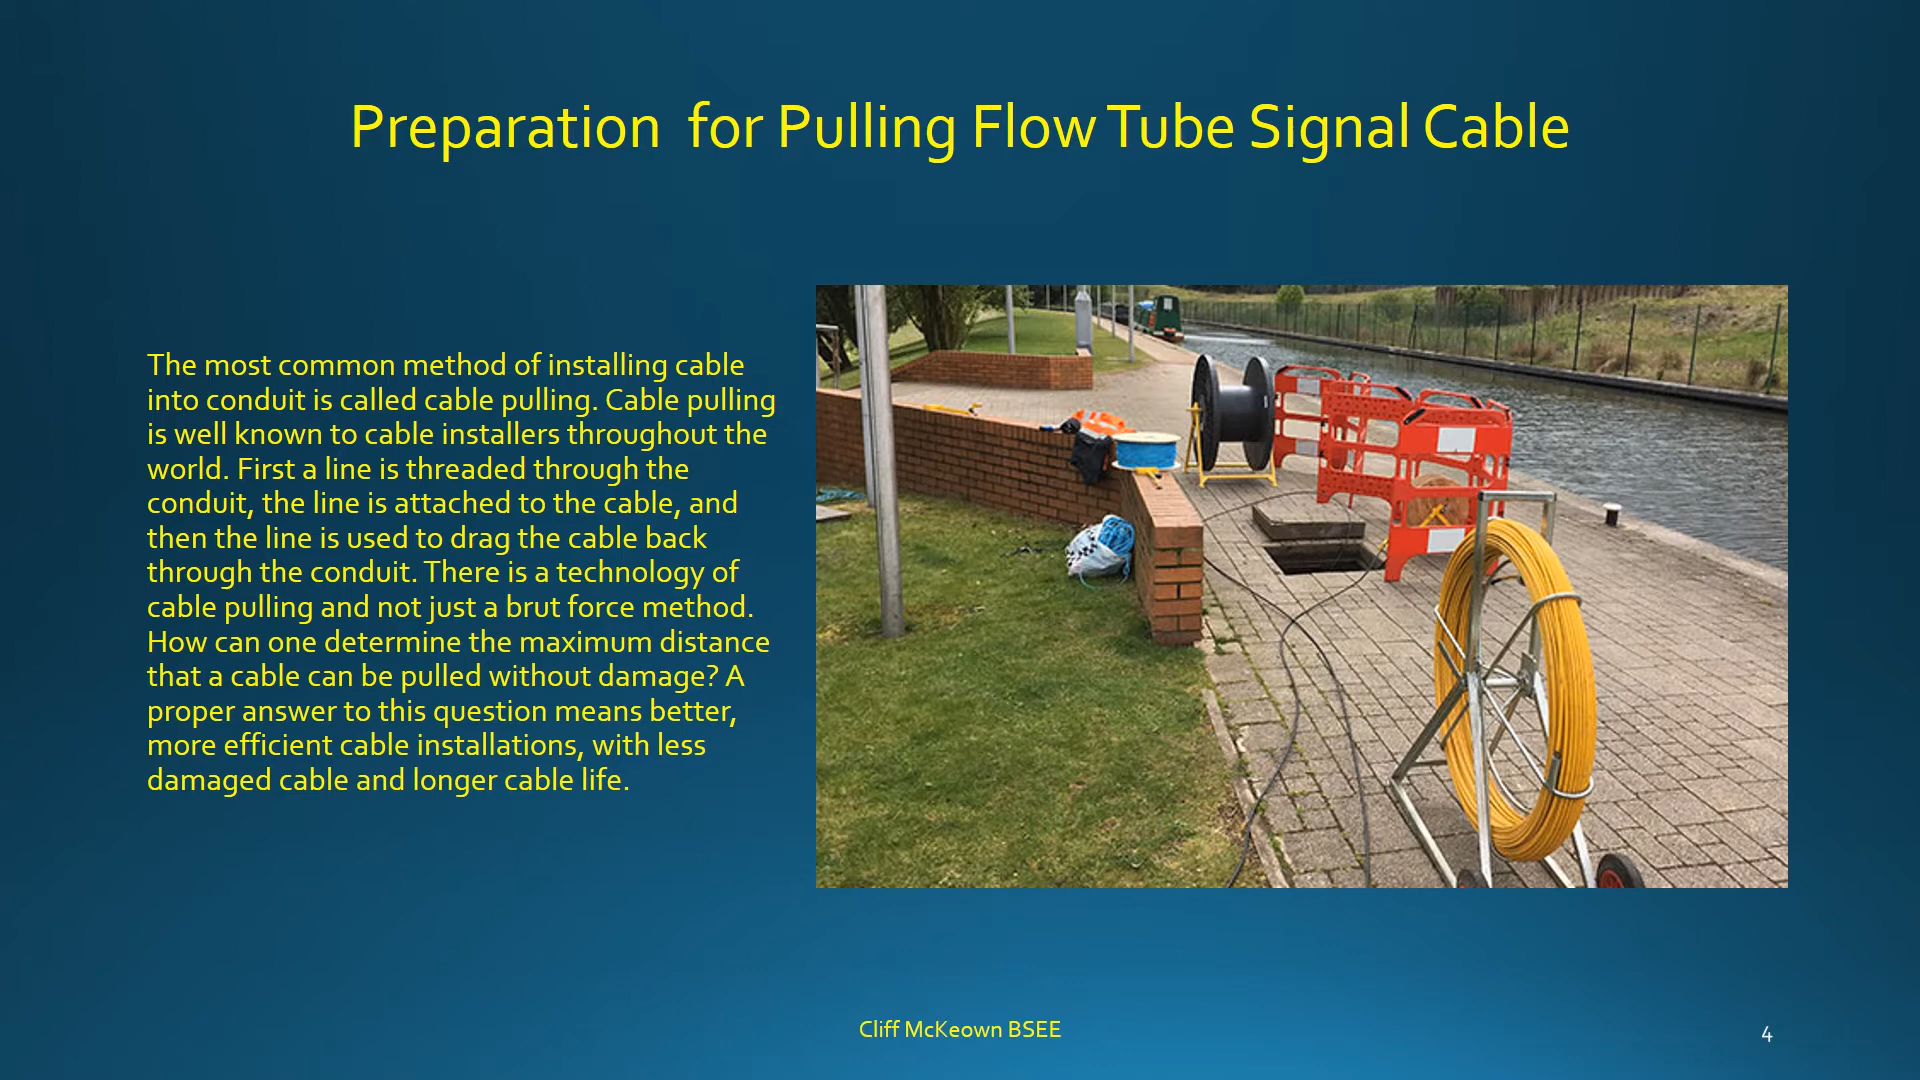 Preparation  for Pulling Flow Tube Signal Cable
The most common method of installing cable
into conduit is called cable pulling. Cable pulling
is well known to cable installers throughout the
world. First a line is threaded through the
conduit, the line is attached to the cable, and
then the line is used to drag the cable back
through the conduit. There is a technology of
cable pulling and not just a brut force method.
How can one determine the maximum distance
that a cable can be pulled without damage? A
proper answer to this question means better,
more efficient cable installations, with less
damaged cable and longer cable life.
Cliff McKeown BSEE
4